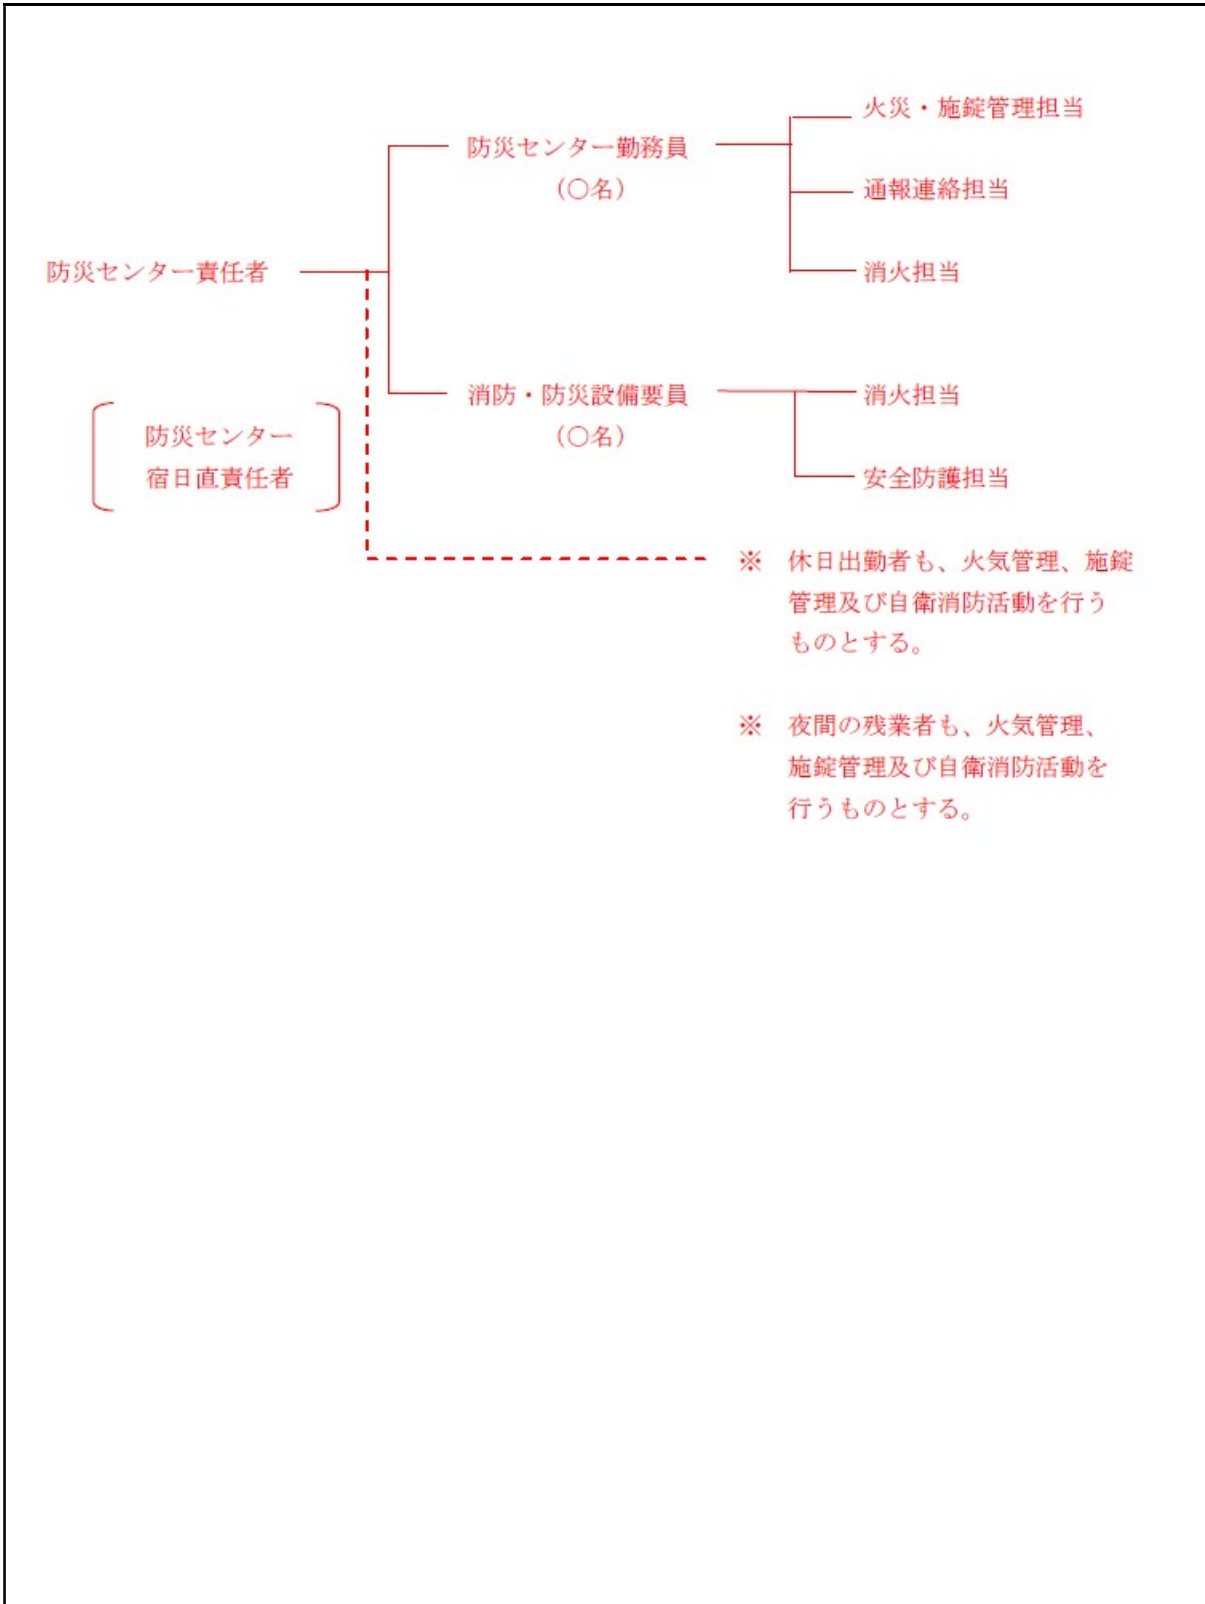 火災・施錠管理担当
防災センター勤務員
（〇名）
通報連絡担当
防災センター責任者
消火担当
消防・防災設備要員
（〇名）
消火担当
防災センター
宿日直責任者
安全防護担当
※ 休日出勤者も、火気管理、施錠
管理及び自衛消防活動を行う
ものとする。
※ 夜間の残業者も、火気管理、
施錠管理及び自衛消防活動を
行うものとする。